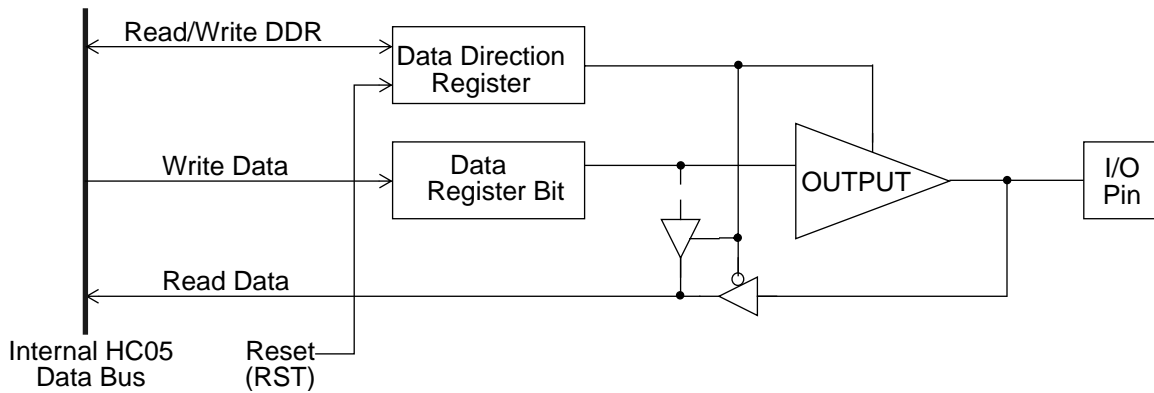 Read/Write DDR
Data Direction
Register
Write Data
Data
Register Bit
OUTPUT
I/O
Pin
Read Data
Internal HC05
Data Bus
Reset
(RST)